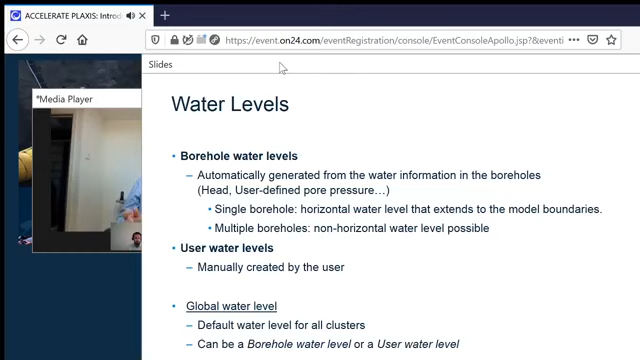 ACCELERATE PLAXIS: Introdu
https://event.on24.com/eventRegistration/console/EventConsoleApollo.jsp?&eventi
Slides
*Media Player
Water Levels
• Borehole water levels
– Automatically generated from the water information in the boreholes
(Head, User-defined pore pressure…)
• Single borehole: horizontal water level that extends to the model boundaries.
• Multiple boreholes: non-horizontal water level possible
• User water levels
– Manually created by the user
• Global water level
– Default water level for all clusters
– Can be a Borehole water level or a User water level